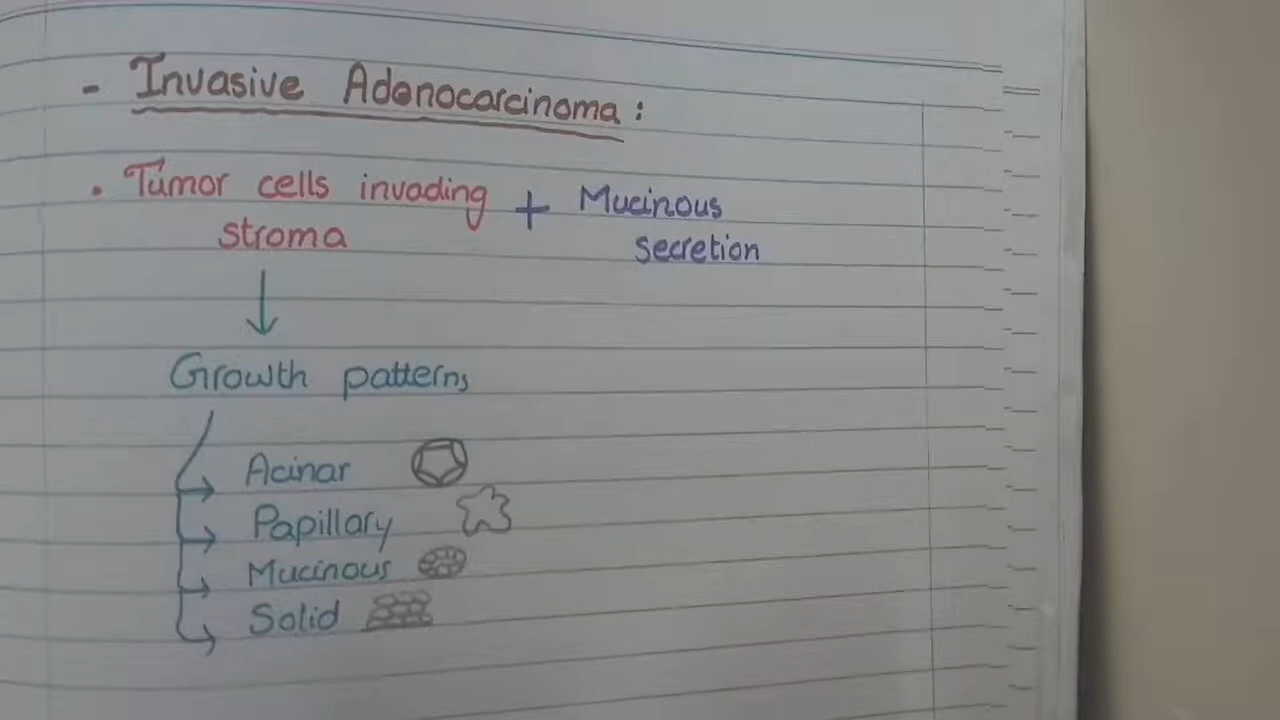 - Invasive Adenocarcinoma :
• Tumor cells invading + Mucinous
stroma secretion
Growth patterns
Acinar
Papillary
Mucinous
Solid